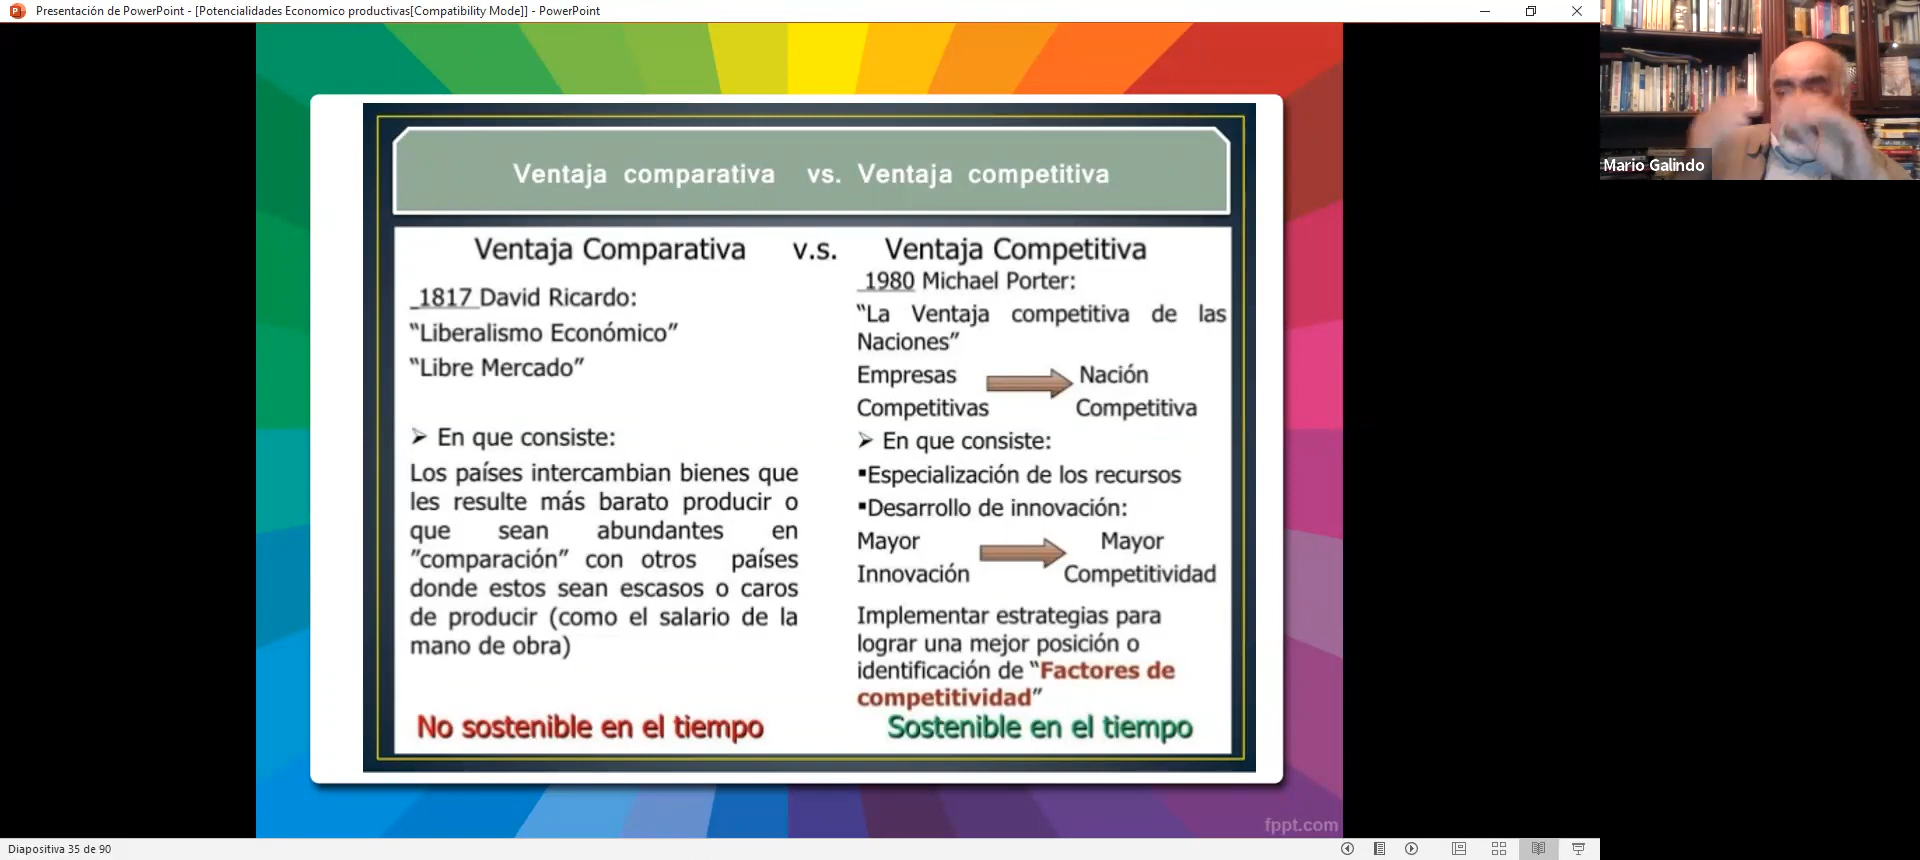 Presentación de PowerPoint - [Potencialidades Economico productivas[Compatibility Mode]] - PowerPoint
Mario Galindo
Ventaja comparativa vs. Ventaja competitiva
Ventaja Comparativa v.s. Ventaja Competitiva
1817 David Ricardo:
“Liberalismo Económico”
“Libre Mercado”
➢ En que consiste:
Los países intercambian bienes que
les resulte más barato producir o
que sean abundantes en
”comparación” con otros países
donde estos sean escasos o caros
de producir (como el salario de la
mano de obra)
No sostenible en el tiempo
1980 Michael Porter:
“La Ventaja competitiva de las
Naciones”
Empresas Nación
Competitivas Competitiva
➢ En que consiste:
▪Especialización de los recursos
▪Desarrollo de innovación:
Mayor Mayor
Innovación Competitividad
Implementar estrategias para
lograr una mejor posición o
identificación de “Factores de
competitividad”
Sostenible en el tiempo
fppt.com
Diapositiva 35 de 90